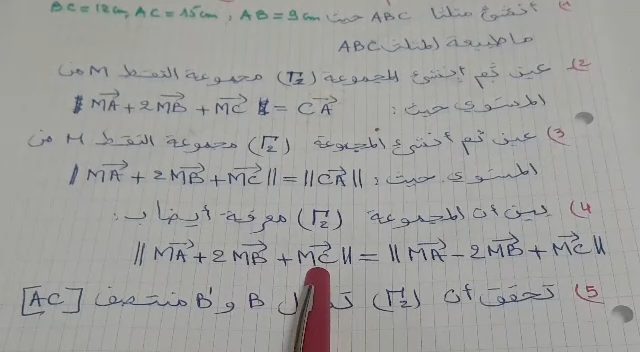 1) أنشئ مثلثا ABC حيث AB = 9cm , AC = 15cm , BC = 12cm
ما طبيعة المثلث ABC
2) عين ثم أنشئ المجموعة (Γ₂) مجموعة النقط M من
المستوي حيث: MA + 2MB + MC = CA
3) عين ثم أنشئ المجموعة (Γ₂) مجموعة النقط M من
المستوي حيث: ||MA + 2MB + MC|| = ||CA||
4) بين أن المجموعة (Γ₂) معرفة أيضا ب:
||MA + 2MB + MC|| = ||MA - 2MB + MC||
5) تحقق أن (Γ₂) B و B' منتصف [AC]